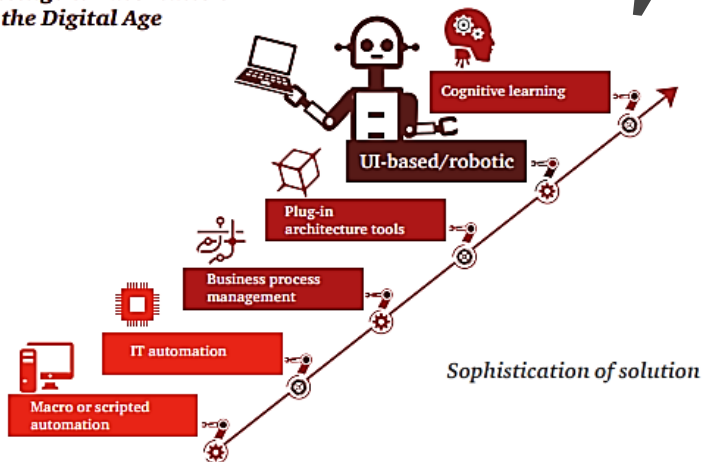 the Digital Age
Cognitive learning
UI-based/robotic
Plug-in
architecture tools
Business process
management
IT automation
Sophistication of solution
Macro or scripted
automation